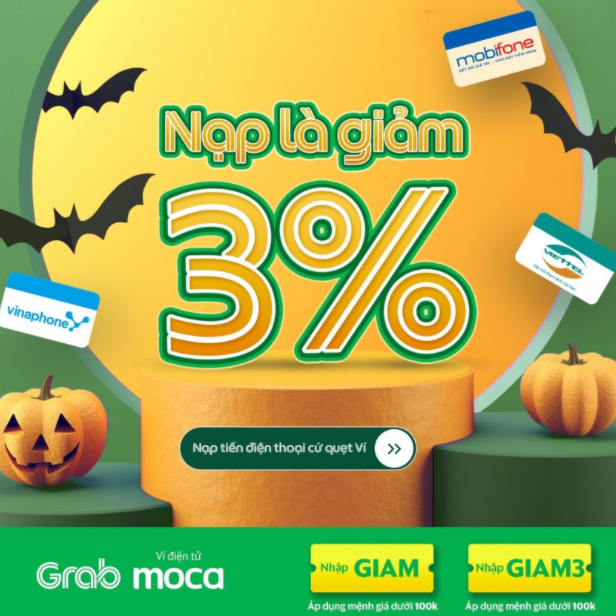 mobifone
Nạp là giảm
3%
VIETTEL
vinaphone
Nạp tiền điện thoại cứ quẹt Ví
Ví điện tử
Grab moca
Nhập GIAM
Nhập GIAM3
Áp dụng mệnh giá dưới 100k
Áp dụng mệnh giá dưới 100k